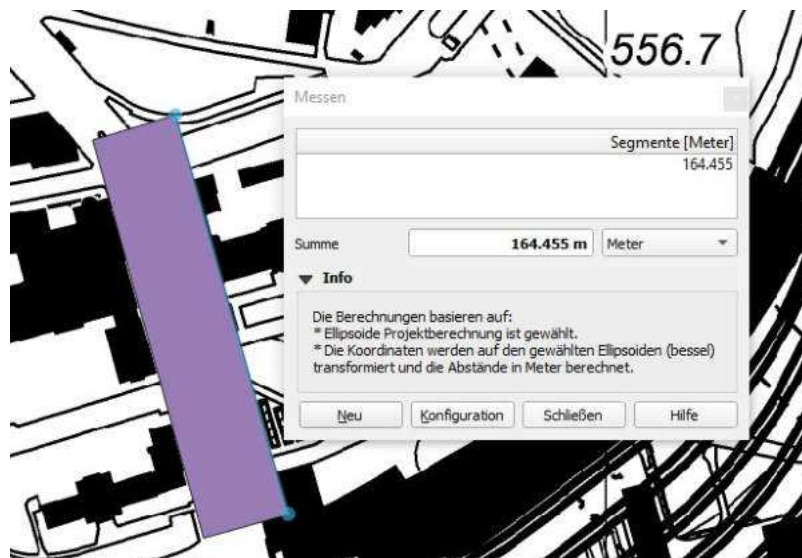 556.7
Messen
Segmente [Meter]
164.455
Summe
164.455 m
Meter
Info
Die Berechnungen basieren auf:
* Ellipsoide Projektberechnung ist gewählt.
* Die Koordinaten werden auf den gewählten Ellipsoiden (bessel)
transformiert und die Abstände in Meter berechnet.
Neu
Konfiguration
Schließen
Hilfe